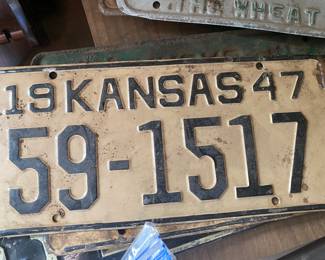 THE WHEAT
19 KANSAS 47
59-1517